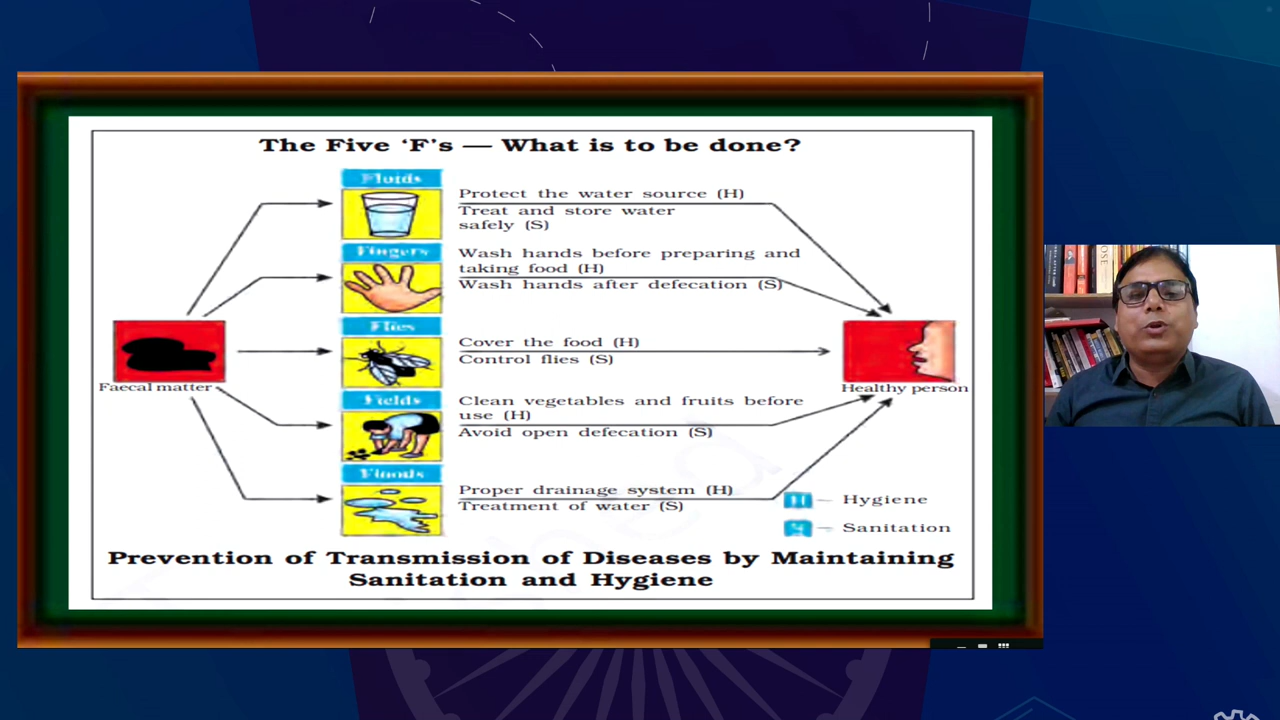 The Five ‘F’s — What is to be done?
Fluids
Protect the water source (H)
Treat and store water
safely (S)
Fingers
Wash hands before preparing and
taking food (H)
Wash hands after defecation (S)
Flies
Cover the food (H)
Control flies (S)
Faecal matter
Healthy person
Fields
Clean vegetables and fruits before
use (H)
Avoid open defecation (S)
Floods
Proper drainage system (H)
Treatment of water (S)
H — Hygiene
S — Sanitation
Prevention of Transmission of Diseases by Maintaining
Sanitation and Hygiene